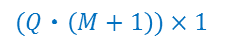 (Q · (M + 1)) × 1